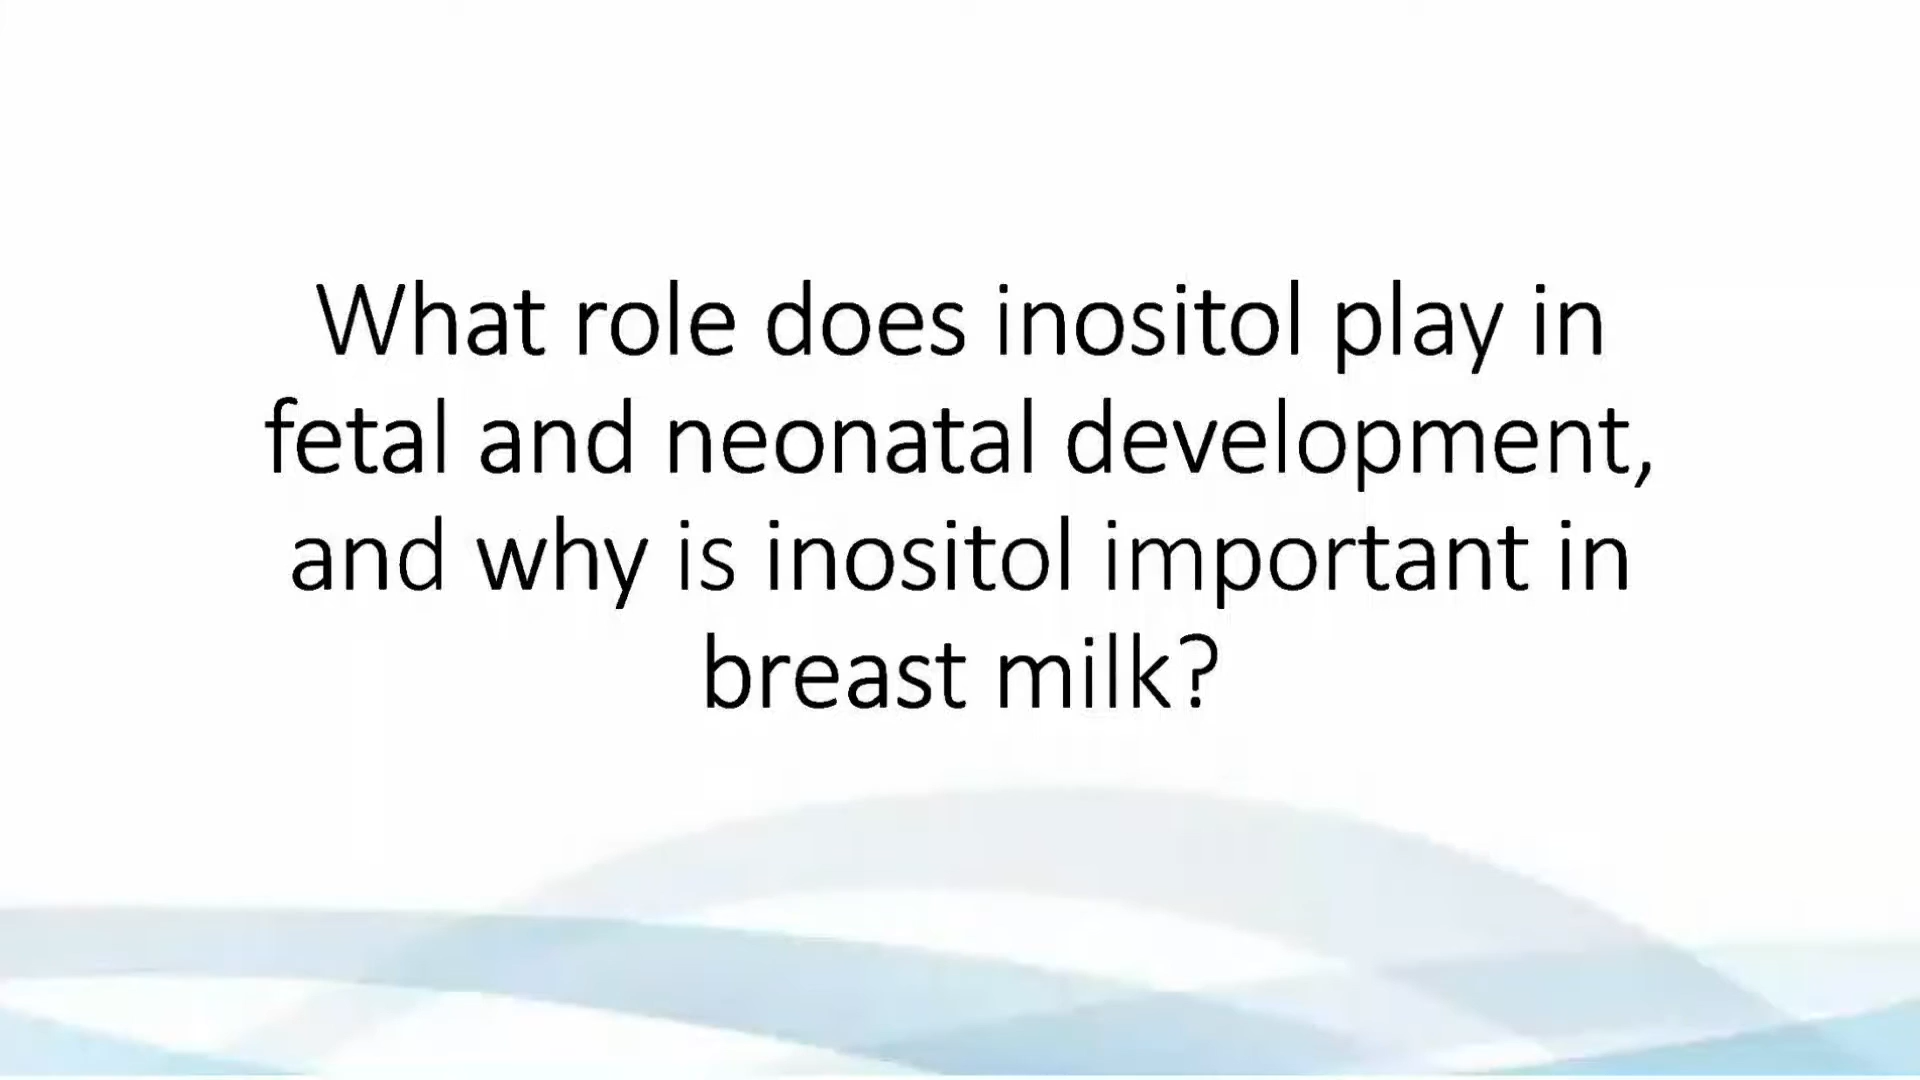 What role does inositol play in
fetal and neonatal development,
and why is inositol important in
breast milk?